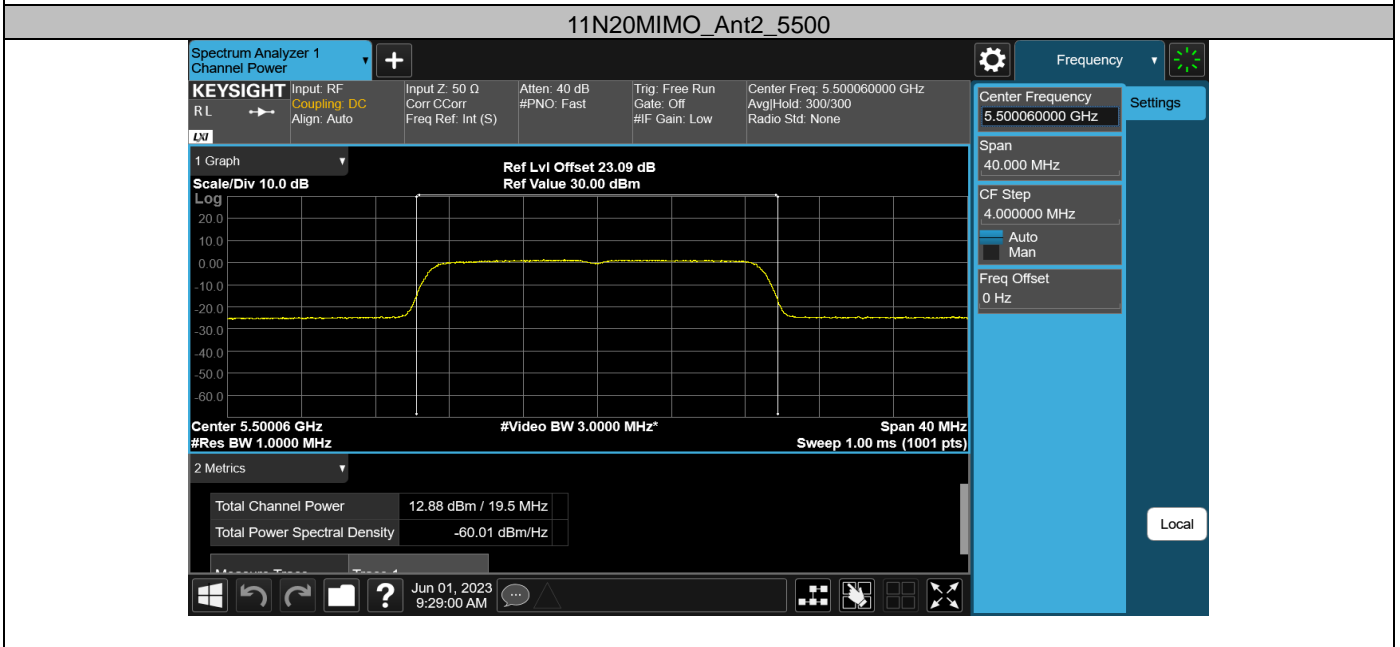 11N20MIMO_Ant2_5500
Spectrum Analyzer 1
Channel Power
+
Frequency
KEYSIGHT
RL
LXI
Input: RF
Coupling: DC
Align: Auto
Input Z: 50 Ω
Corr CCorr
Freq Ref: Int (S)
Atten: 40 dB
#PNO: Fast
Trig: Free Run
Gate: Off
#IF Gain: Low
Center Freq: 5.500060000 GHz
Avg|Hold: 300/300
Radio Std: None
Center Frequency
5.500060000 GHz
Settings
Span
40.000 MHz
CF Step
4.000000 MHz
Auto
Man
Freq Offset
0 Hz
Local
1 Graph
Scale/Div 10.0 dB
Ref Lvl Offset 23.09 dB
Ref Value 30.00 dBm
Log
20.0
10.0
0.00
-10.0
-20.0
-30.0
-40.0
-50.0
-60.0
Center 5.50006 GHz
#Res BW 1.0000 MHz
#Video BW 3.0000 MHz*
Span 40 MHz
Sweep 1.00 ms (1001 pts)
2 Metrics
Total Channel Power 12.88 dBm / 19.5 MHz
Total Power Spectral Density -60.01 dBm/Hz
Measure Trace Trace 1
?
Jun 01, 2023
9:29:00 AM